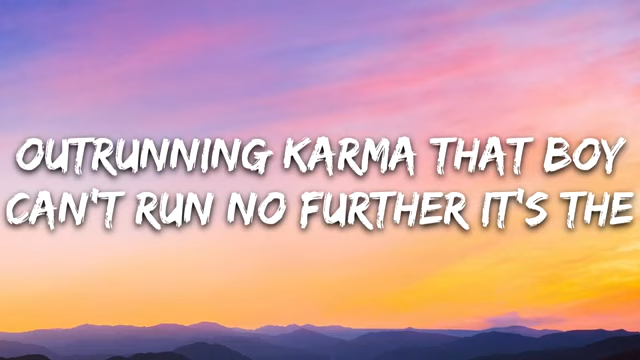 OUTRUNNING KARMA THAT BOY
CAN'T RUN NO FURTHER IT'S THE